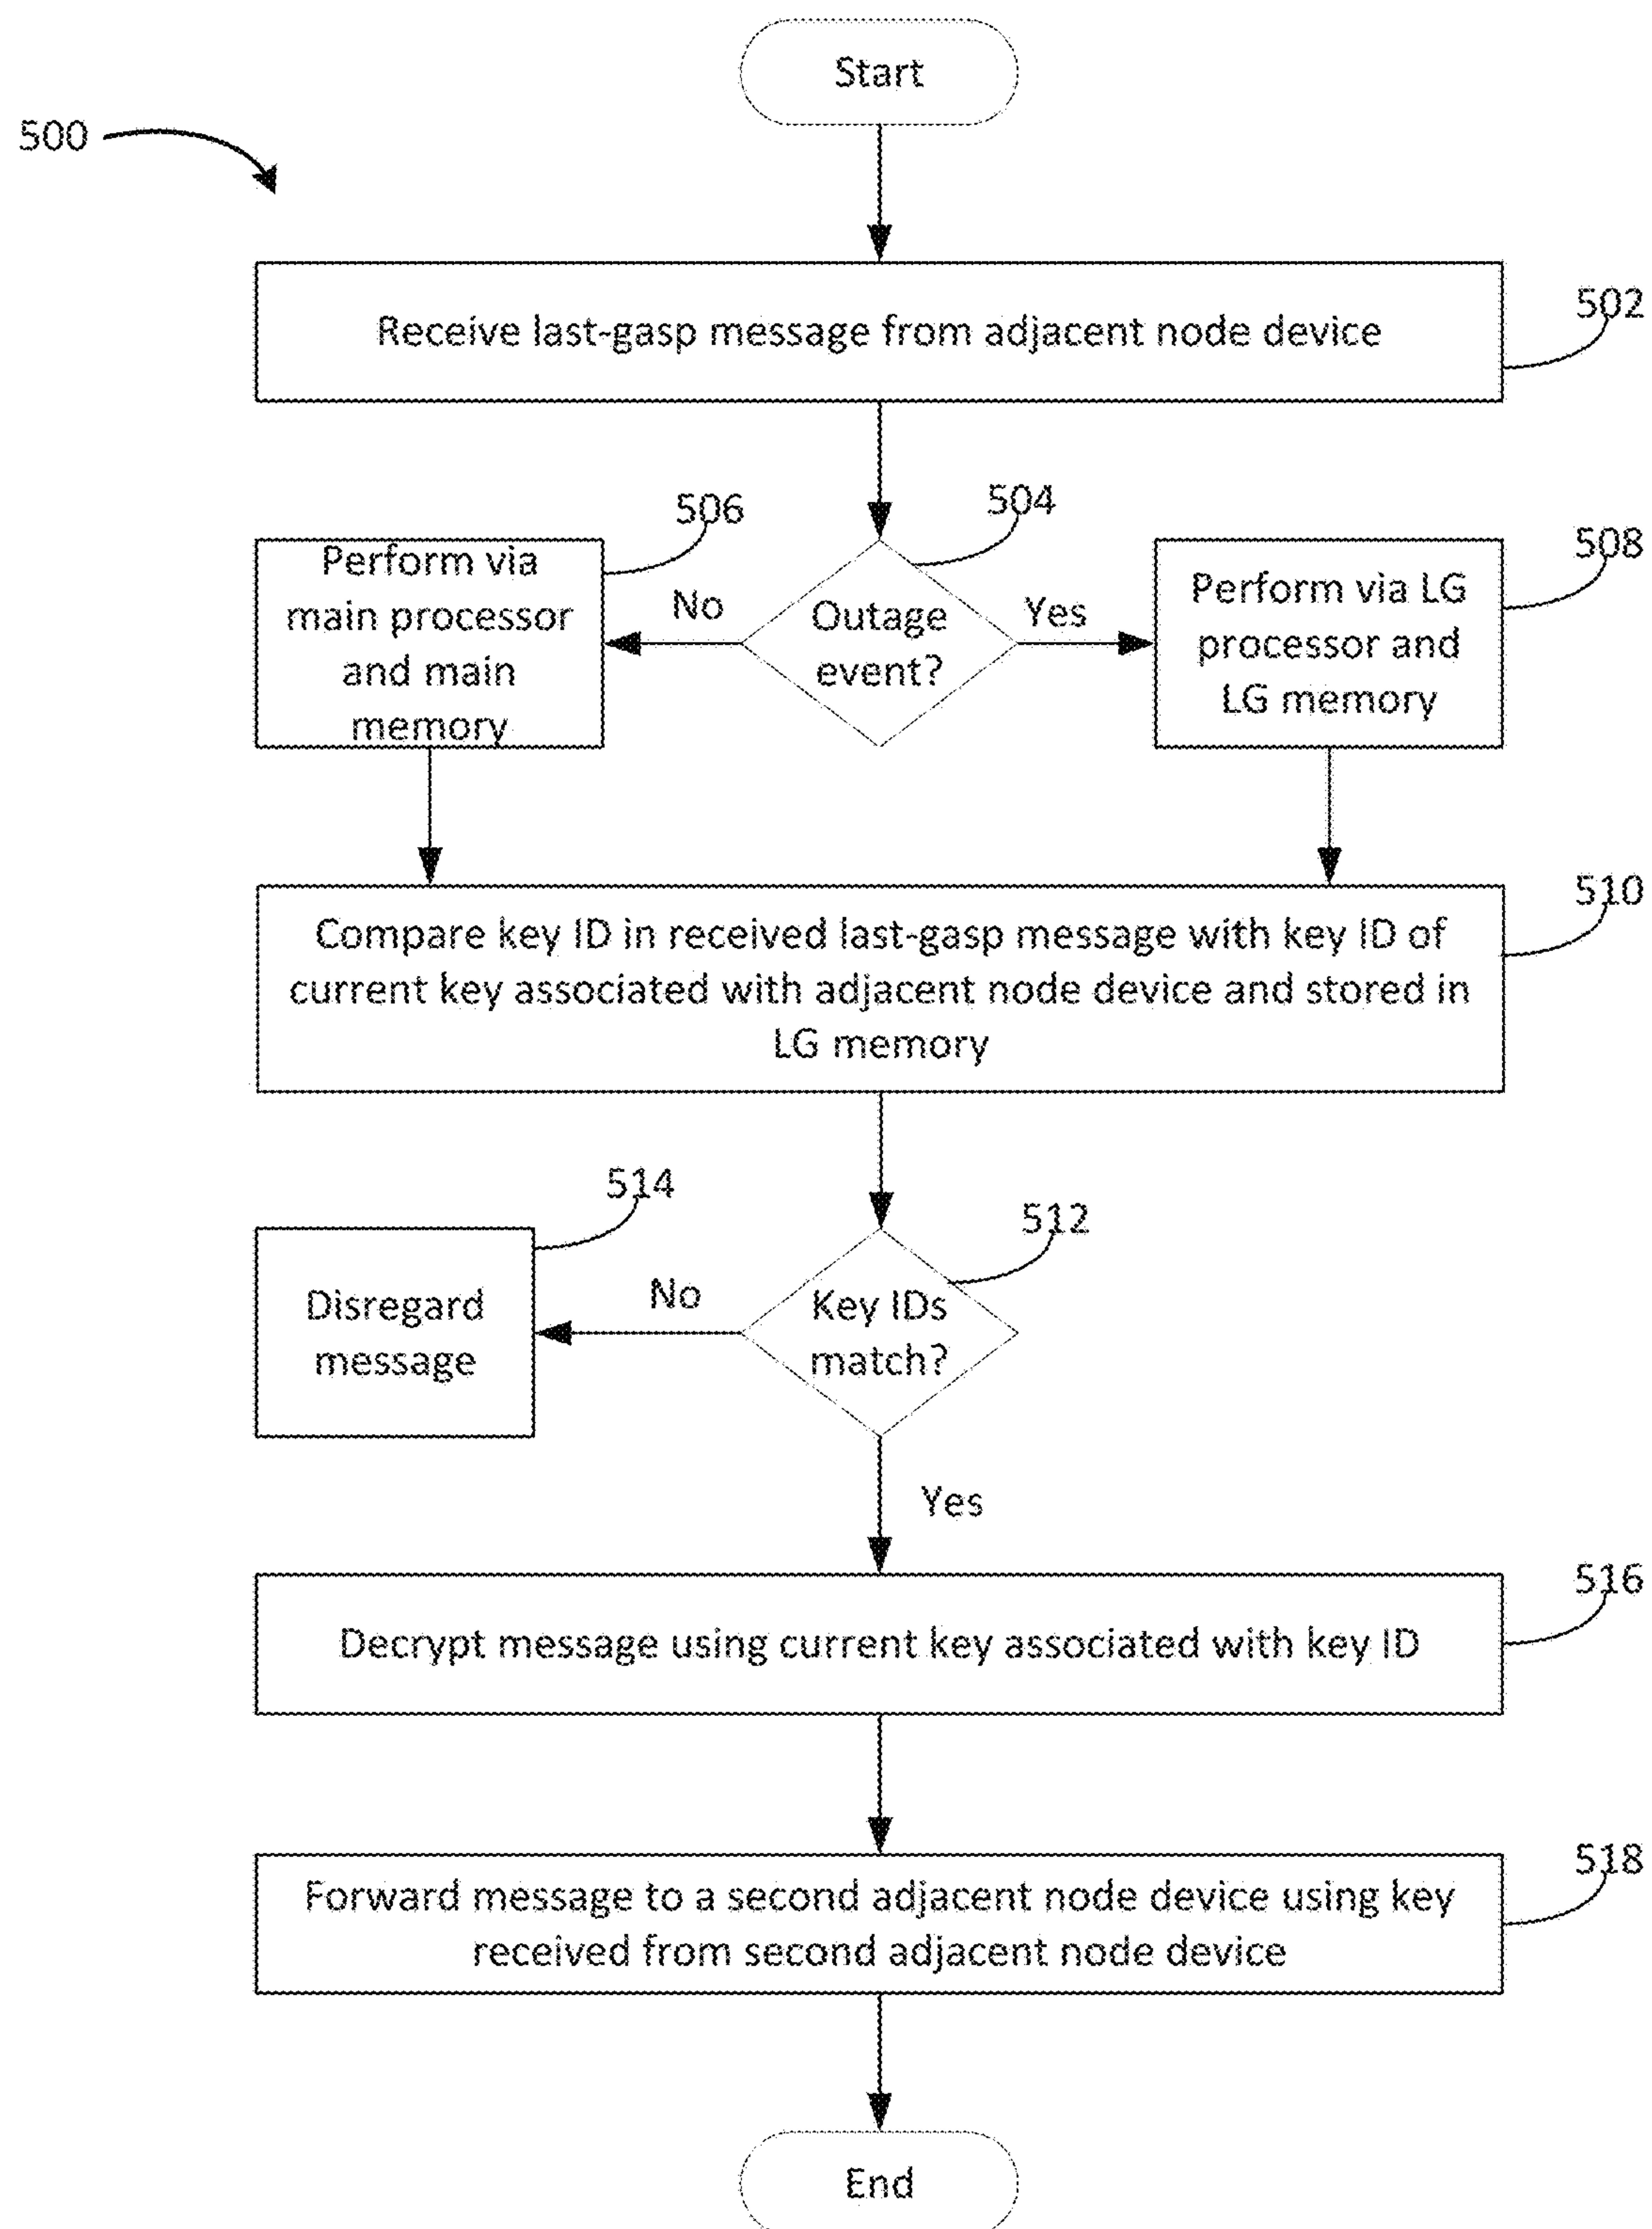 Start
500
502
Receive last-gasp message from adjacent node device
506
504
508
Perform via
main processor
and main
memory
No
Outage
event?
Yes
Perform via LG
processor and
LG memory
510
Compare key ID in received last-gasp message with key ID of
current key associated with adjacent node device and stored in
LG memory
514
512
Disregard
message
No
Key IDs
match?
Yes
516
Decrypt message using current key associated with key ID
518
Forward message to a second adjacent node device using key
received from second adjacent node device
End